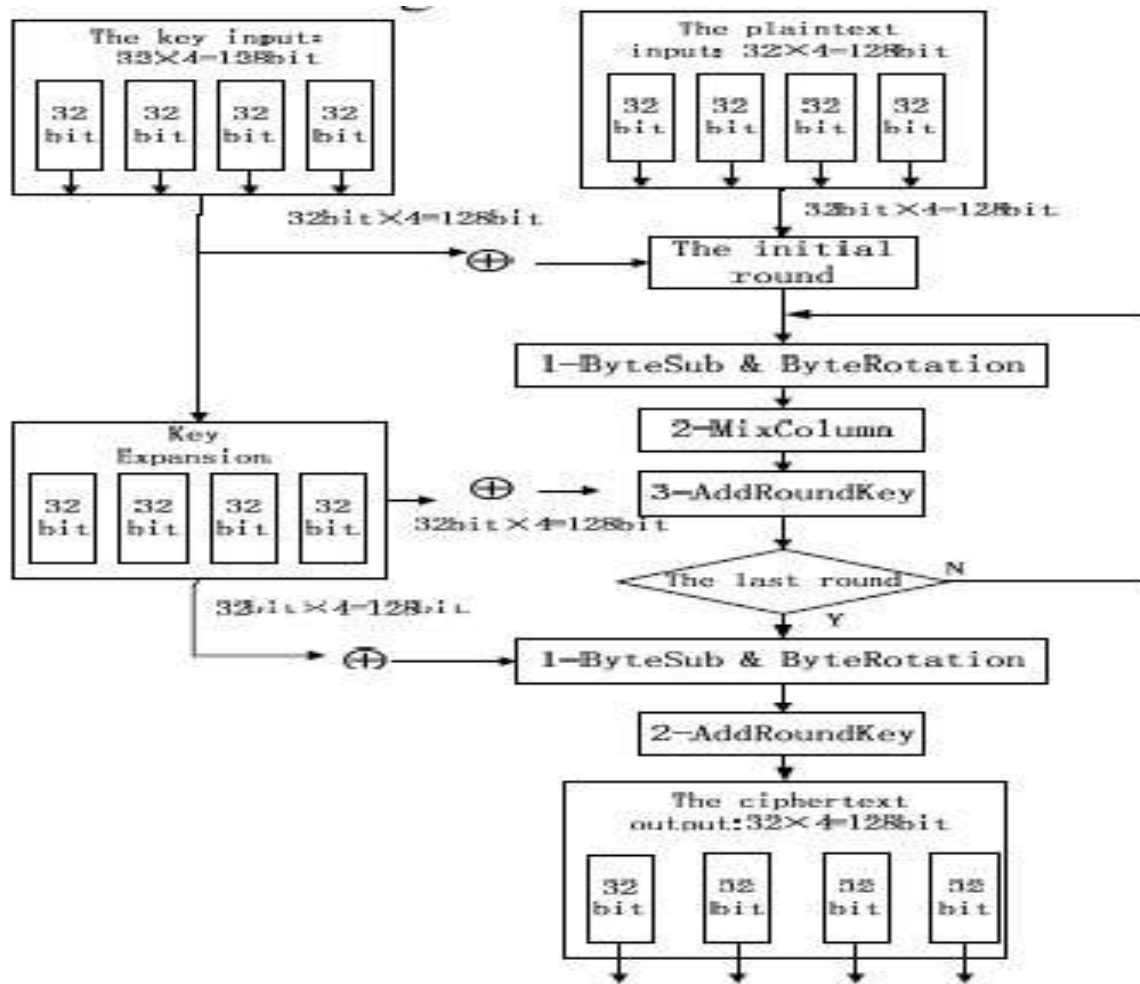 The key input:
32×4=128bit
32
bit
32
bit
32
bit
32
bit
The plaintext
input: 32×4=128bit
32
bit
32
bit
32
bit
32
bit
32bit×4=128bit
32bit×4=128bit
The initial
round
1-ByteSub & ByteRotation
2-MixColuma
Key
Expansion
32
bit
32
bit
32
bit
32
bit
3-AddRoundKey
32bit×4=128bit
The last round
N
Y
32bit×4=128bit
1-ByteSub & ByteRotation
2-AddRoundKey
The ciphertext
output:32×4=128bit
32
bit
32
bit
32
bit
32
bit